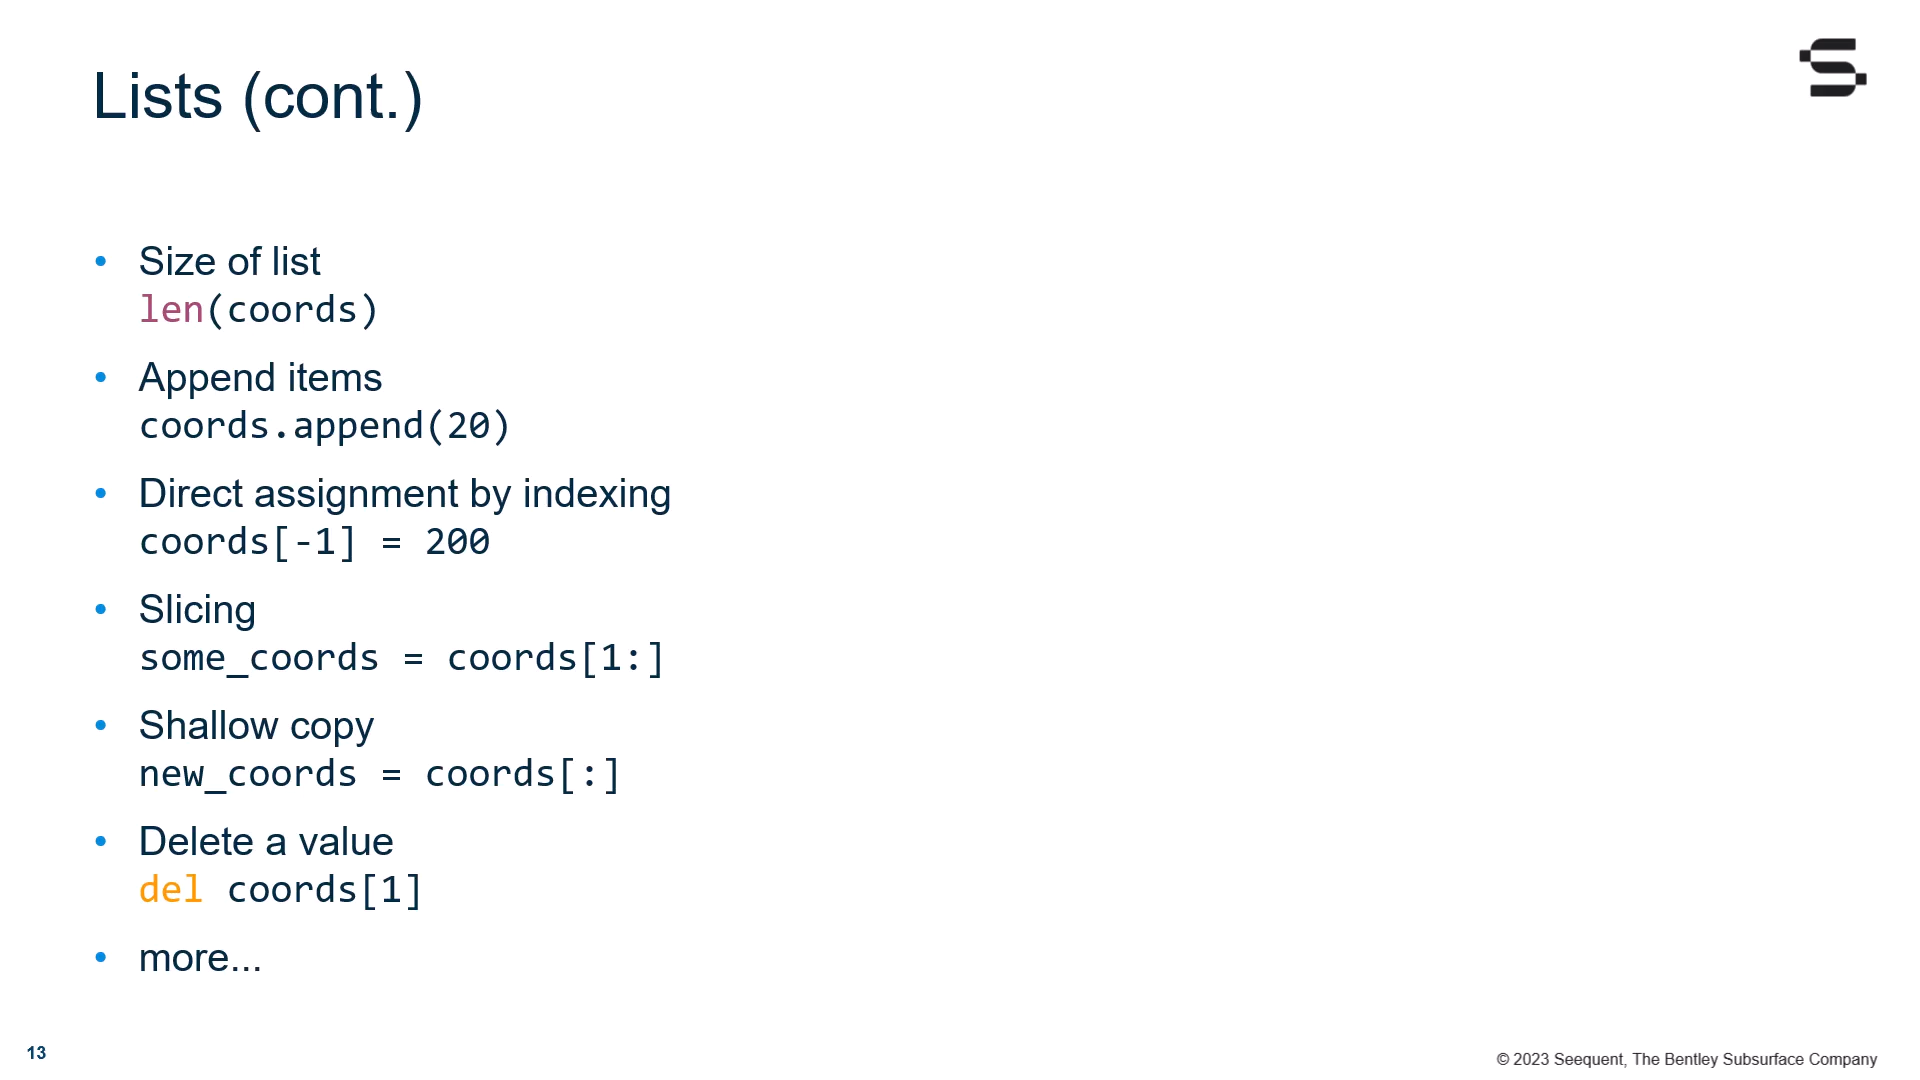 Lists (cont.)
• Size of list
len(coords)
• Append items
coords.append(20)
• Direct assignment by indexing
coords[-1] = 200
• Slicing
some_coords = coords[1:]
• Shallow copy
new_coords = coords[:]
• Delete a value
del coords[1]
• more...
13
© 2023 Seequent, The Bentley Subsurface Company